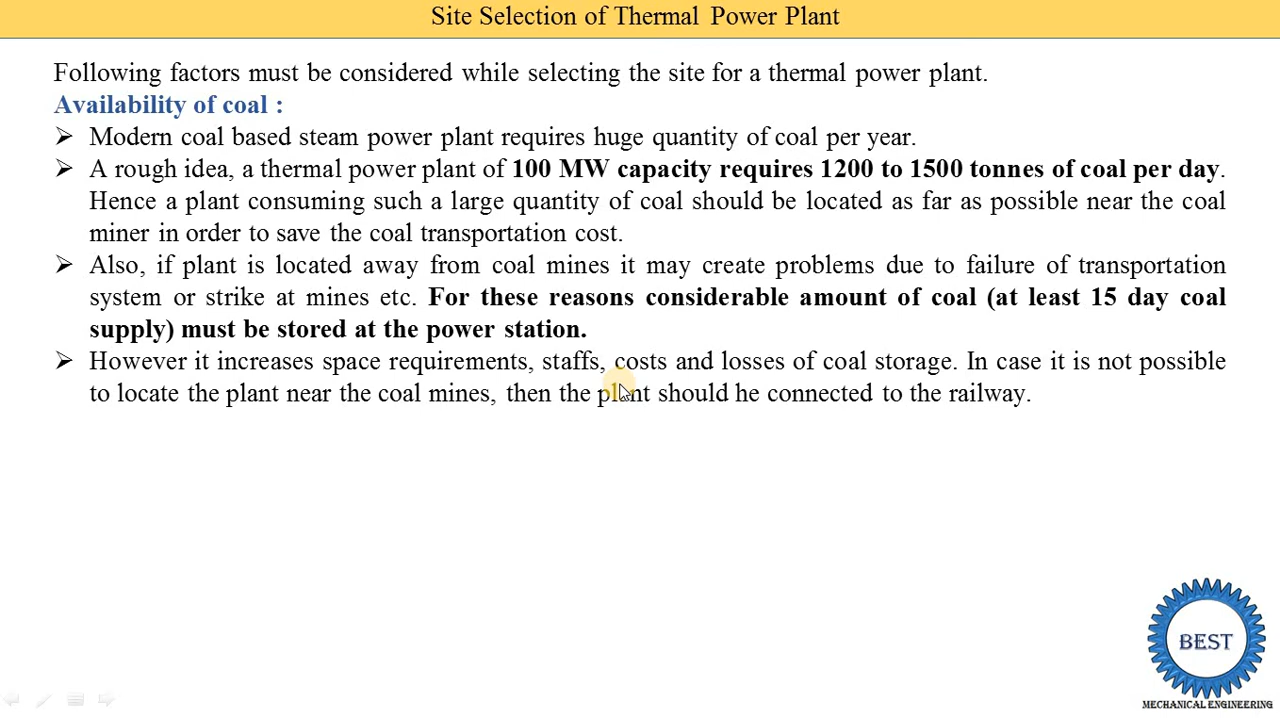 Site Selection of Thermal Power Plant
Following factors must be considered while selecting the site for a thermal power plant.
Availability of coal :
➢ Modern coal based steam power plant requires huge quantity of coal per year.
➢ A rough idea, a thermal power plant of 100 MW capacity requires 1200 to 1500 tonnes of coal per day.
Hence a plant consuming such a large quantity of coal should be located as far as possible near the coal
miner in order to save the coal transportation cost.
➢ Also, if plant is located away from coal mines it may create problems due to failure of transportation
system or strike at mines etc. For these reasons considerable amount of coal (at least 15 day coal
supply) must be stored at the power station.
➢ However it increases space requirements, staffs, costs and losses of coal storage. In case it is not possible
to locate the plant near the coal mines, then the plant should he connected to the railway.
BEST
MECHANICAL ENGINEERING